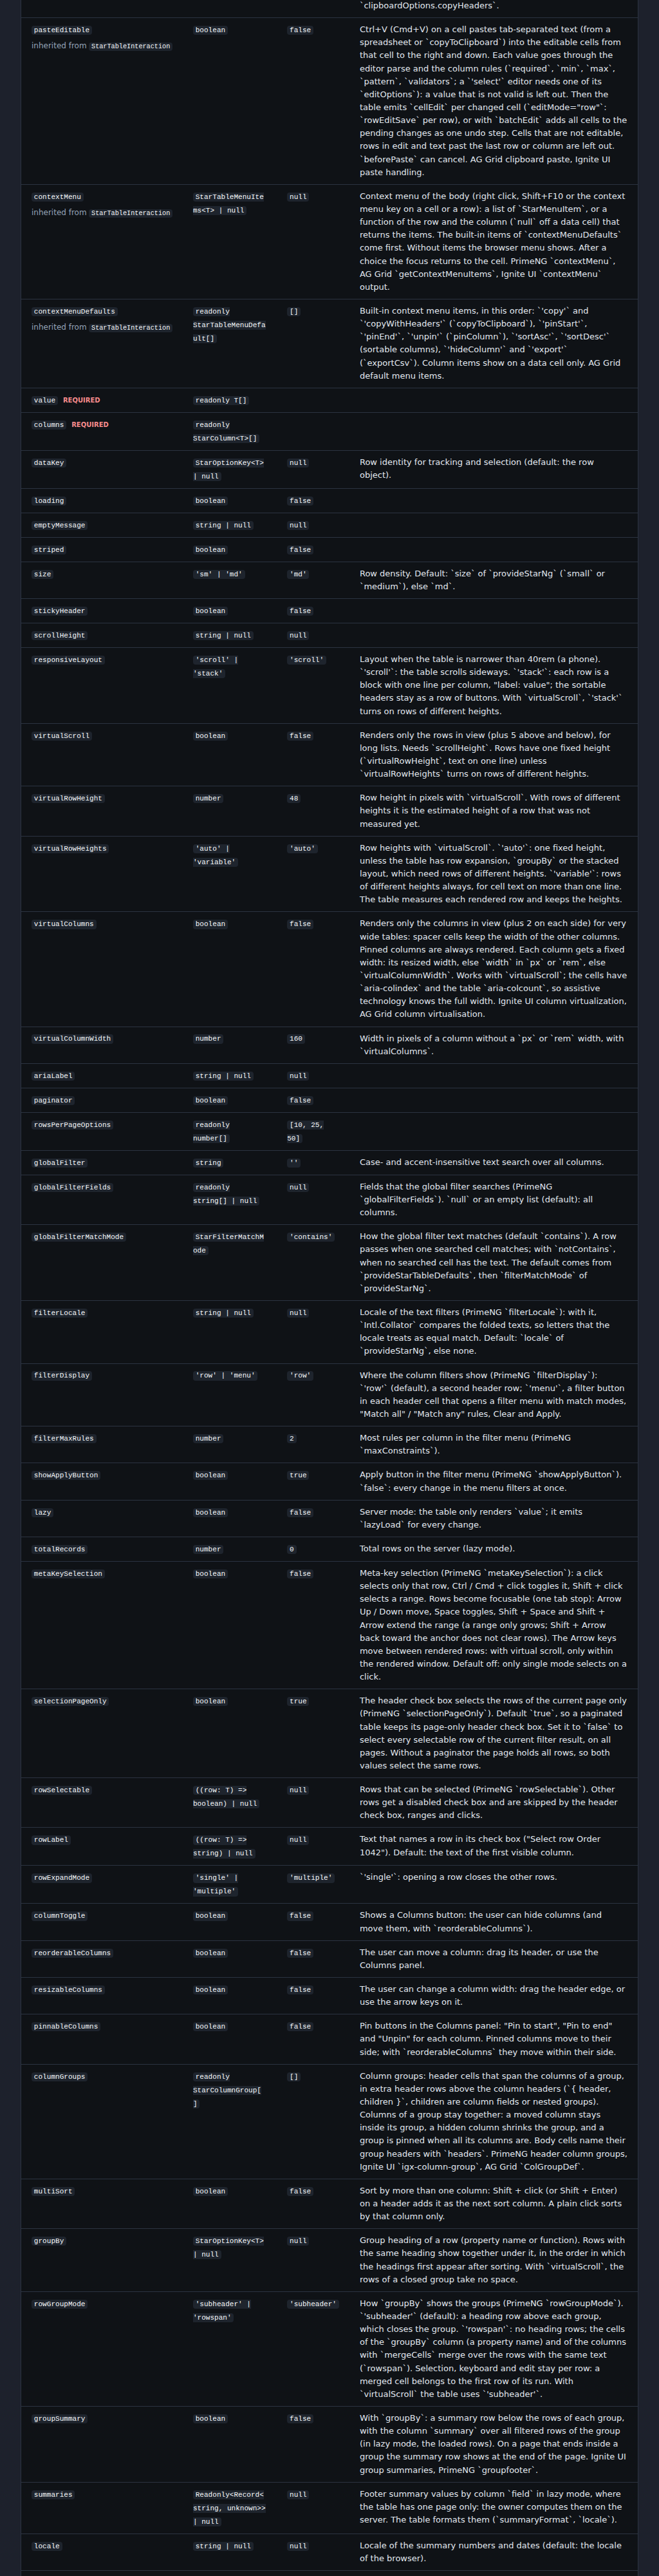 `clipboardOptions.copyHeaders`.
pasteEditable boolean false Ctrl+V (Cmd+V) on a cell pastes tab-separated text (from a
inherited from StarTableInteraction spreadsheet or `copyToClipboard`) into the editable cells from
that cell to the right and down. Each value goes through the
editor parse and the column rules (`required`, `min`, `max`,
`pattern`, `validators`; a `'select'` editor needs one of its
`editOptions`): a value that is not valid is left out. Then the
table emits `cellEdit` per changed cell (`editMode="row"`:
`rowEditSave` per row), or with `batchEdit` adds all cells to the
pending changes as one undo step. Cells that are not editable,
rows in edit and text past the last row or column are left out.
`beforePaste` can cancel. AG Grid clipboard paste, Ignite UI
paste handling.
contextMenu StarTableMenuIte null Context menu of the body (right click, Shift+F10 or the context
inherited from StarTableInteraction ms<T> | null menu key on a cell or a row): a list of `StarMenuItem`, or a
function of the row and the column (`null` off a data cell) that
returns the items. The built-in items of `contextMenuDefaults`
come first. Without items the browser menu shows. After a
choice the focus returns to the cell. PrimeNG `contextMenu`,
AG Grid `getContextMenuItems`, Ignite UI `contextMenu`
output.
contextMenuDefaults readonly [] Built-in context menu items, in this order: `'copy'` and
inherited from StarTableInteraction StarTableMenuDefa `'copyWithHeaders'` (`copyToClipboard`), `'pinStart'`,
ult[] `'pinEnd'`, `'unpin'` (`pinColumn`), `'sortAsc'`, `'sortDesc'`
(sortable columns), `'hideColumn'` and `'export'`
(`exportCsv`). Column items show on a data cell only. AG Grid
default menu items.
value REQUIRED readonly T[]
columns REQUIRED readonly
StarColumn<T>[]
dataKey StarOptionKey<T> null Row identity for tracking and selection (default: the row
| null object).
loading boolean false
emptyMessage string | null null
striped boolean false
size 'sm' | 'md' 'md' Row density. Default: `size` of `provideStarNg` (`small` or
`medium`), else `md`.
stickyHeader boolean false
scrollHeight string | null null
responsiveLayout 'scroll' | 'scroll' Layout when the table is narrower than 40rem (a phone).
'stack' `'scroll'`: the table scrolls sideways. `'stack'`: each row is a
block with one line per column, "label: value"; the sortable
headers stay as a row of buttons. With `virtualScroll`, `'stack'`
turns on rows of different heights.
virtualScroll boolean false Renders only the rows in view (plus 5 above and below), for
long lists. Needs `scrollHeight`. Rows have one fixed height
(`virtualRowHeight`, text on one line) unless
`virtualRowHeights` turns on rows of different heights.
virtualRowHeight number 48 Row height in pixels with `virtualScroll`. With rows of different
heights it is the estimated height of a row that was not
measured yet.
virtualRowHeights 'auto' | 'auto' Row heights with `virtualScroll`. `'auto'`: one fixed height,
'variable' unless the table has row expansion, `groupBy` or the stacked
layout, which need rows of different heights. `'variable'`: rows
of different heights always, for cell text on more than one line.
The table measures each rendered row and keeps the heights.
virtualColumns boolean false Renders only the columns in view (plus 2 on each side) for very
wide tables: spacer cells keep the width of the other columns.
Pinned columns are always rendered. Each column gets a fixed
width: its resized width, else `width` in `px` or `rem`, else
`virtualColumnWidth`. Works with `virtualScroll`; the cells have
`aria-colindex` and the table `aria-colcount`, so assistive
technology knows the full width. Ignite UI column virtualization,
AG Grid column virtualisation.
virtualColumnWidth number 160 Width in pixels of a column without a `px` or `rem` width, with
`virtualColumns`.
ariaLabel string | null null
paginator boolean false
rowsPerPageOptions readonly [10, 25,
number[] 50]
globalFilter string '' Case- and accent-insensitive text search over all columns.
globalFilterFields readonly null Fields that the global filter searches (PrimeNG
string[] | null `globalFilterFields`). `null` or an empty list (default): all
columns.
globalFilterMatchMode StarFilterMatchM 'contains' How the global filter text matches (default `contains`). A row
ode passes when one searched cell matches; with `notContains`,
when no searched cell has the text. The default comes from
`provideStarTableDefaults`, then `filterMatchMode` of
`provideStarNg`.
filterLocale string | null null Locale of the text filters (PrimeNG `filterLocale`): with it,
`Intl.Collator` compares the folded texts, so letters that the
locale treats as equal match. Default: `locale` of
`provideStarNg`, else none.
filterDisplay 'row' | 'menu' 'row' Where the column filters show (PrimeNG `filterDisplay`):
`'row'` (default), a second header row; `'menu'`, a filter button
in each header cell that opens a filter menu with match modes,
"Match all" / "Match any" rules, Clear and Apply.
filterMaxRules number 2 Most rules per column in the filter menu (PrimeNG
`maxConstraints`).
showApplyButton boolean true Apply button in the filter menu (PrimeNG `showApplyButton`).
`false`: every change in the menu filters at once.
lazy boolean false Server mode: the table only renders `value`; it emits
`lazyLoad` for every change.
totalRecords number 0 Total rows on the server (lazy mode).
metaKeySelection boolean false Meta-key selection (PrimeNG `metaKeySelection`): a click
selects only that row, Ctrl / Cmd + click toggles it, Shift + click
selects a range. Rows become focusable (one tab stop): Arrow
Up / Down move, Space toggles, Shift + Space and Shift +
Arrow extend the range (a range only grows; Shift + Arrow
back toward the anchor does not clear rows). The Arrow keys
move between rendered rows: with virtual scroll, only within
the rendered window. Default off: only single mode selects on a
click.
selectionPageOnly boolean true The header check box selects the rows of the current page only
(PrimeNG `selectionPageOnly`). Default `true`, so a paginated
table keeps its page-only header check box. Set it to `false` to
select every selectable row of the current filter result, on all
pages. Without a paginator the page holds all rows, so both
values select the same rows.
rowSelectable ((row: T) => null Rows that can be selected (PrimeNG `rowSelectable`). Other
boolean) | null rows get a disabled check box and are skipped by the header
check box, ranges and clicks.
rowLabel ((row: T) => null Text that names a row in its check box ("Select row Order
string) | null 1042"). Default: the text of the first visible column.
rowExpandMode 'single' | 'multiple' `'single'`: opening a row closes the other rows.
'multiple'
columnToggle boolean false Shows a Columns button: the user can hide columns (and
move them, with `reorderableColumns`).
reorderableColumns boolean false The user can move a column: drag its header, or use the
Columns panel.
resizableColumns boolean false The user can change a column width: drag the header edge, or
use the arrow keys on it.
pinnableColumns boolean false Pin buttons in the Columns panel: "Pin to start", "Pin to end"
and "Unpin" for each column. Pinned columns move to their
side; with `reorderableColumns` they move within their side.
columnGroups readonly [] Column groups: header cells that span the columns of a group,
StarColumnGroup[ in extra header rows above the column headers (`{ header,
] children }`, children are column fields or nested groups).
Columns of a group stay together: a moved column stays
inside its group, a hidden column shrinks the group, and a
group is pinned when all its columns are. Body cells name their
group headers with `headers`. PrimeNG header column groups,
Ignite UI `igx-column-group`, AG Grid `ColGroupDef`.
multiSort boolean false Sort by more than one column: Shift + click (or Shift + Enter)
on a header adds it as the next sort column. A plain click sorts
by that column only.
groupBy StarOptionKey<T> null Group heading of a row (property name or function). Rows with
| null the same heading show together under it, in the order in which
the headings first appear after sorting. With `virtualScroll`, the
rows of a closed group take no space.
rowGroupMode 'subheader' | 'subheader' How `groupBy` shows the groups (PrimeNG `rowGroupMode`).
'rowspan' `'subheader'` (default): a heading row above each group,
which closes the group. `'rowspan'`: no heading rows; the cells
of the `groupBy` column (a property name) and of the columns
with `mergeCells` merge over the rows with the same text
(`rowspan`). Selection, keyboard and edit stay per row: a
merged cell belongs to the first row of its run. With
`virtualScroll` the table uses `'subheader'`.
groupSummary boolean false With `groupBy`: a summary row below the rows of each group,
with the column `summary` over all filtered rows of the group
(in lazy mode, the loaded rows). On a page that ends inside a
group the summary row shows at the end of the page. Ignite UI
group summaries, PrimeNG `groupfooter`.
summaries Readonly<Record< null Footer summary values by column `field` in lazy mode, where
string, unknown>> the table has one page only: the owner computes them on the
| null server. The table formats them (`summaryFormat`, `locale`).
locale string | null null Locale of the summary numbers and dates (default: the locale
of the browser).